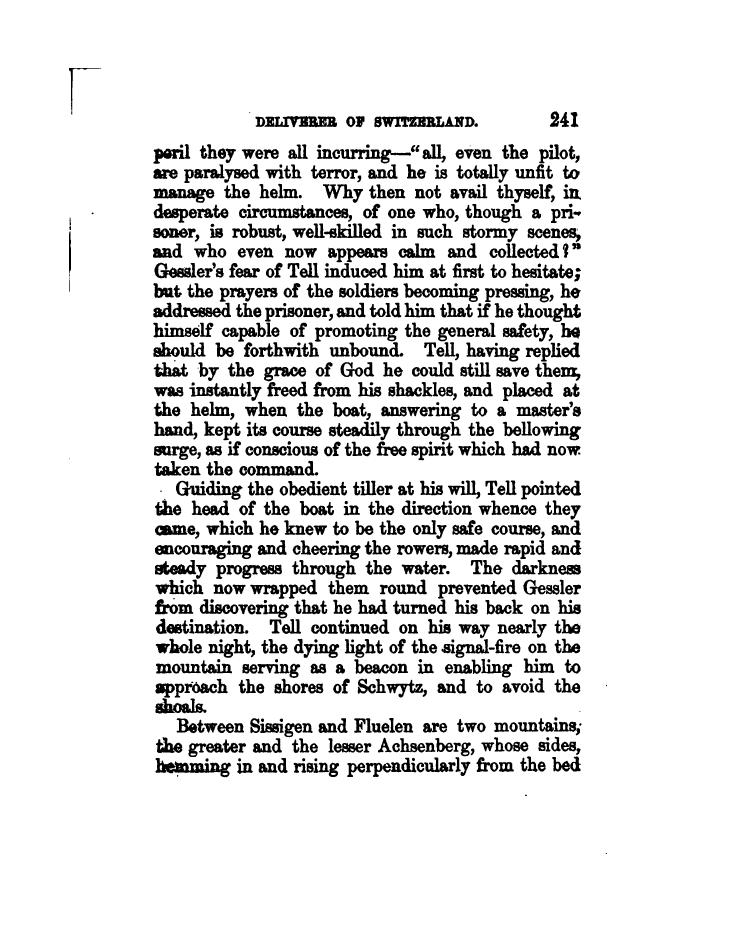 DELIVERER OF SWITZERLAND. 241
peril they were all incurring—“all, even the pilot,
are paralysed with terror, and he is totally unfit to
manage the helm. Why then not avail thyself, in
desperate circumstances, of one who, though a pri-
soner, is robust, well-skilled in such stormy scenes,
and who even now appears calm and collected?”
Gessler’s fear of Tell induced him at first to hesitate;
but the prayers of the soldiers becoming pressing, he
addressed the prisoner, and told him that if he thought
himself capable of promoting the general safety, he
should be forthwith unbound. Tell, having replied
that by the grace of God he could still save them,
was instantly freed from his shackles, and placed at
the helm, when the boat, answering to a master’s
hand, kept its course steadily through the bellowing
surge, as if conscious of the free spirit which had now
taken the command.
Guiding the obedient tiller at his will, Tell pointed
the head of the boat in the direction whence they
came, which he knew to be the only safe course, and
encouraging and cheering the rowers, made rapid and
steady progress through the water. The darkness
which now wrapped them round prevented Gessler
from discovering that he had turned his back on his
destination. Tell continued on his way nearly the
whole night, the dying light of the signal-fire on the
mountain serving as a beacon in enabling him to
approach the shores of Schwytz, and to avoid the
shoals.
Between Sissigen and Fluelen are two mountains,
the greater and the lesser Achsenberg, whose sides,
hemming in and rising perpendicularly from the bed